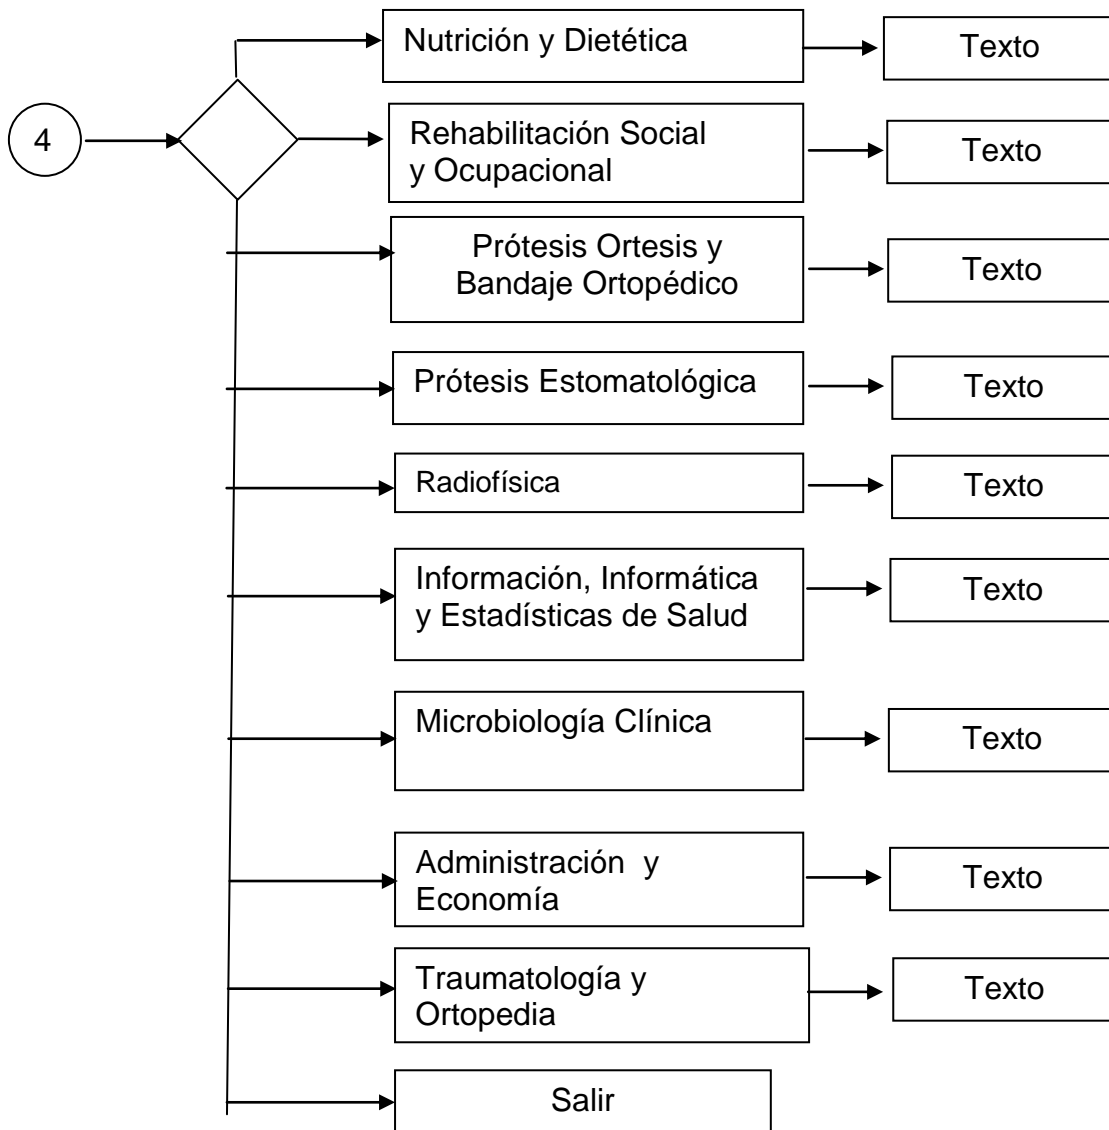 Nutrición y Dietética
Texto
4
Rehabilitación Social
y Ocupacional
Texto
Prótesis Ortesis y
Bandaje Ortopédico
Texto
Prótesis Estomatológica
Texto
Radiofísica
Texto
Información, Informática
y Estadísticas de Salud
Texto
Microbiología Clínica
Texto
Administración y
Economía
Texto
Traumatología y
Ortopedia
Texto
Salir